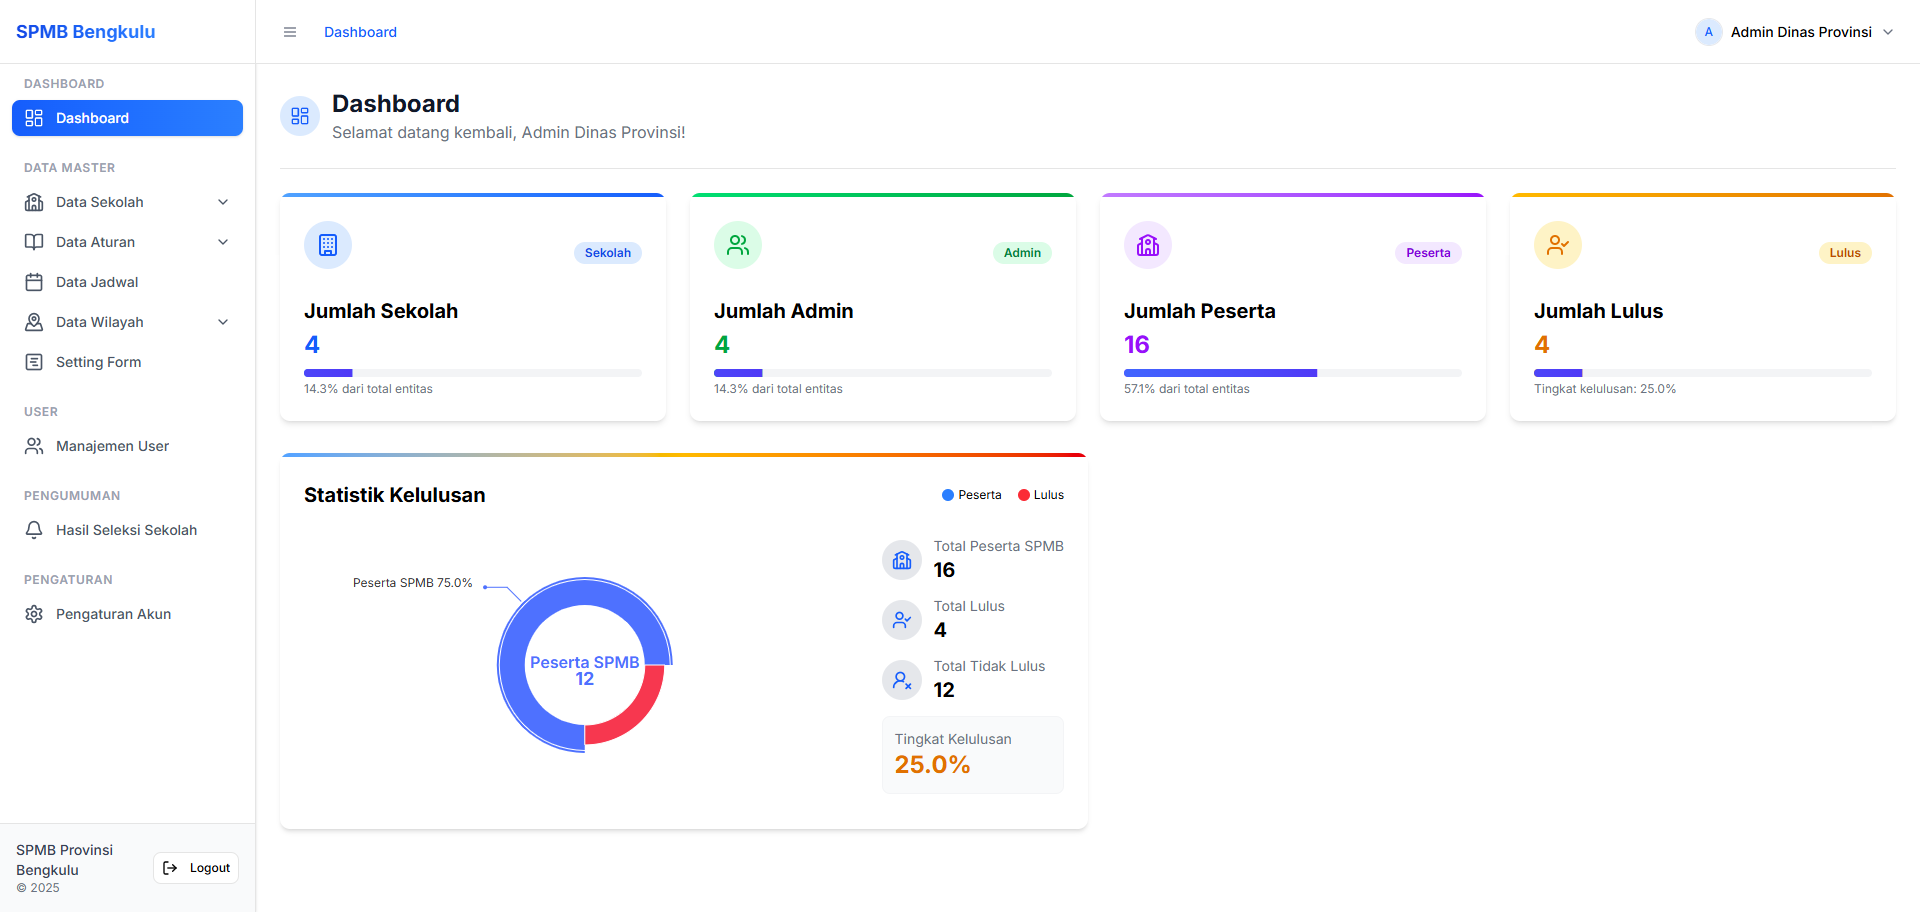 SPMB Bengkulu
DASHBOARD
Dashboard
DATA MASTER
Data Sekolah
Data Aturan
Data Jadwal
Data Wilayah
Setting Form
USER
Manajemen User
PENGUMUMAN
Hasil Seleksi Sekolah
PENGATURAN
Pengaturan Akun
SPMB Provinsi
Bengkulu
© 2025
Logout
Dashboard
A Admin Dinas Provinsi
Dashboard
Selamat datang kembali, Admin Dinas Provinsi!
Sekolah
Jumlah Sekolah
4
14.3% dari total entitas
Admin
Jumlah Admin
4
14.3% dari total entitas
Peserta
Jumlah Peserta
16
57.1% dari total entitas
Lulus
Jumlah Lulus
4
Tingkat kelulusan: 25.0%
Statistik Kelulusan
Peserta Lulus
Peserta SPMB 75.0%
Peserta SPMB
12
Total Peserta SPMB
16
Total Lulus
4
Total Tidak Lulus
12
Tingkat Kelulusan
25.0%